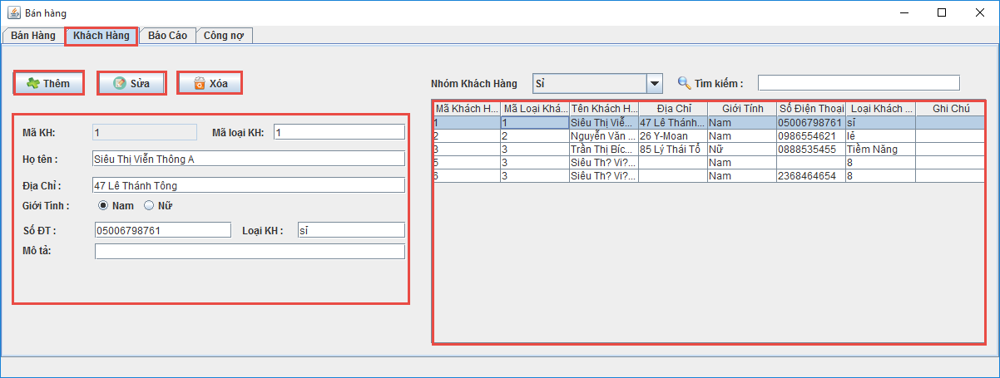 Bán hàng
Bán Hàng Khách Hàng Báo Cáo Công nợ
Thêm Sửa Xóa
Nhóm Khách Hàng Sỉ Tìm kiếm :
Mã KH: 1 Mã loại KH: 1
Họ tên : Siêu Thị Viễn Thông A
Địa Chỉ : 47 Lê Thánh Tông
Giới Tính : Nam Nữ
Số ĐT : 05006798761 Loại KH : sỉ
Mô tả:
Mã Khách H... Mã Loại Khá... Tên Khách H... Địa Chỉ Giới Tính Số Điện Thoại Loại Khách ... Ghi Chú
1 1 Siêu Thị Viễ... 47 Lê Thánh... Nam 05006798761 sỉ
2 2 Nguyễn Văn ... 26 Y-Moan Nam 0986554621 lẻ
3 3 Trần Thị Bíc... 85 Lý Thái Tổ Nữ 0888535455 Tiềm Năng
5 3 Siêu Th? Vi?... Nam 8
6 3 Siêu Th? Vi?... Nam 2368464654 8